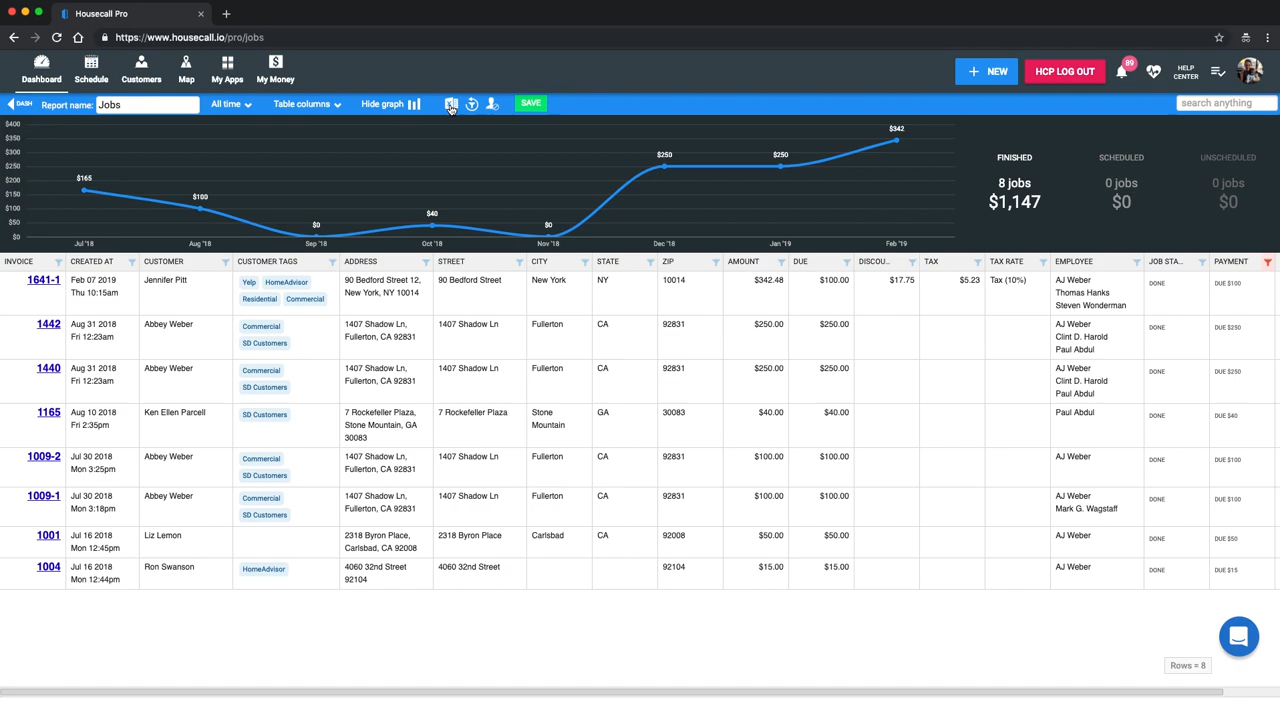 Housecall Pro
https://www.housecall.io/pro/jobs
Dashboard Schedule Customers Map My Apps My Money
+ NEW HCP LOG OUT 89 HELP CENTER
DASH Report name: Jobs All time Table columns Hide graph SAVE search anything
$400
$350
$300
$250
$200
$150
$100
$50
$0
$165 $100 $0 $40 $0 $250 $250 $342
Jul '18 Aug '18 Sep '18 Oct '18 Nov '18 Dec '18 Jan '19 Feb '19
FINISHED SCHEDULED UNSCHEDULED
8 jobs 0 jobs 0 jobs
$1,147 $0 $0
INVOICE CREATED AT CUSTOMER CUSTOMER TAGS ADDRESS STREET CITY STATE ZIP AMOUNT DUE DISCOU... TAX TAX RATE EMPLOYEE JOB STA... PAYMENT
1641-1 Feb 07 2019 Jennifer Pitt Yelp HomeAdvisor 90 Bedford Street 12, 90 Bedford Street New York NY 10014 $342.48 $100.00 $17.75 $5.23 Tax (10%) AJ Weber DONE DUE $100
Thu 10:15am Residential Commercial New York, NY 10014 Thomas Hanks
Steven Wonderman
1442 Aug 31 2018 Abbey Weber Commercial 1407 Shadow Ln, 1407 Shadow Ln Fullerton CA 92831 $250.00 $250.00 AJ Weber DONE DUE $250
Fri 12:23am SD Customers Fullerton, CA 92831 Clint D. Harold
Paul Abdul
1440 Aug 31 2018 Abbey Weber Commercial 1407 Shadow Ln, 1407 Shadow Ln Fullerton CA 92831 $250.00 $250.00 AJ Weber DONE DUE $250
Fri 12:23am SD Customers Fullerton, CA 92831 Clint D. Harold
Paul Abdul
1165 Aug 10 2018 Ken Ellen Parcell SD Customers 7 Rockefeller Plaza, 7 Rockefeller Plaza Stone GA 30083 $40.00 $40.00 Paul Abdul DONE DUE $40
Fri 2:35pm Stone Mountain, GA Mountain
30083
1009-2 Jul 30 2018 Abbey Weber Commercial 1407 Shadow Ln, 1407 Shadow Ln Fullerton CA 92831 $100.00 $100.00 AJ Weber DONE DUE $100
Mon 3:25pm SD Customers Fullerton, CA 92831
1009-1 Jul 30 2018 Abbey Weber Commercial 1407 Shadow Ln, 1407 Shadow Ln Fullerton CA 92831 $100.00 $100.00 AJ Weber DONE DUE $100
Mon 3:18pm SD Customers Fullerton, CA 92831 Mark G. Wagstaff
1001 Jul 16 2018 Liz Lemon 2318 Byron Place, 2318 Byron Place Carlsbad CA 92008 $50.00 $50.00 AJ Weber DONE DUE $50
Mon 12:45pm Carlsbad, CA 92008
1004 Jul 16 2018 Ron Swanson HomeAdvisor 4060 32nd Street 4060 32nd Street 92104 $15.00 $15.00 AJ Weber DONE DUE $15
Mon 12:44pm 92104
Rows = 8